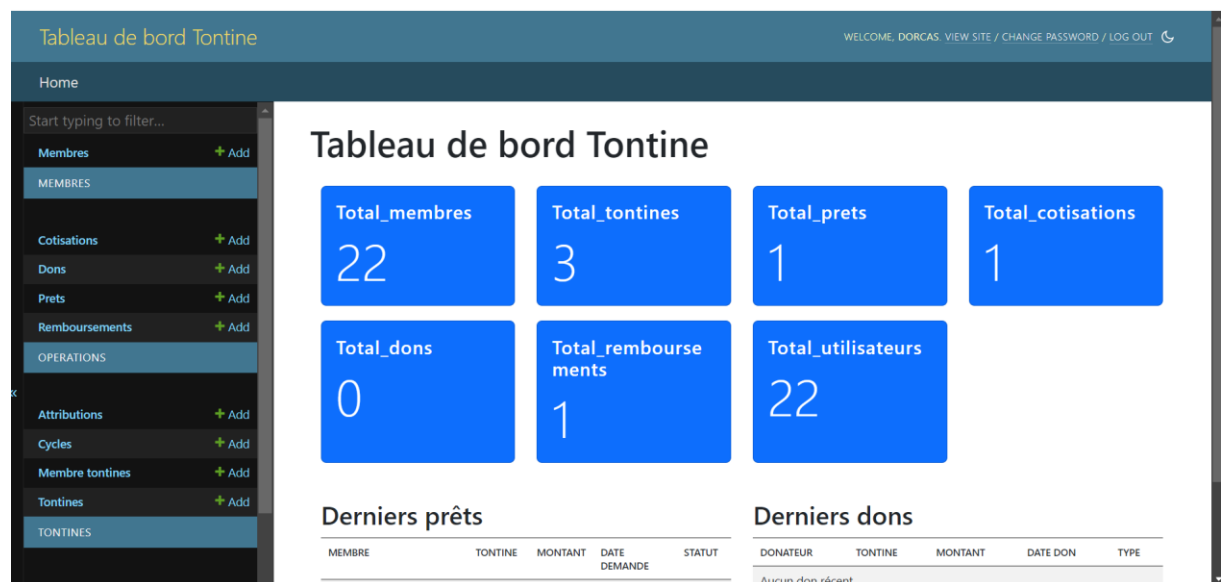 Tableau de bord Tontine
WELCOME, DORCAS. VIEW SITE / CHANGE PASSWORD / LOG OUT
Home
Start typing to filter...
Membres + Add
MEMBRES
Cotisations + Add
Dons + Add
Prets + Add
Remboursements + Add
OPERATIONS
«
Attributions + Add
Cycles + Add
Membre tontines + Add
Tontines + Add
TONTINES
Tableau de bord Tontine
Total_membres
22
Total_tontines
3
Total_prets
1
Total_cotisations
1
Total_dons
0
Total_rembourse
ments
1
Total_utilisateurs
22
Derniers prêts
MEMBRE TONTINE MONTANT DATE STATUT
DEMANDE
Derniers dons
DONATEUR TONTINE MONTANT DATE DON TYPE
Aucun don récent